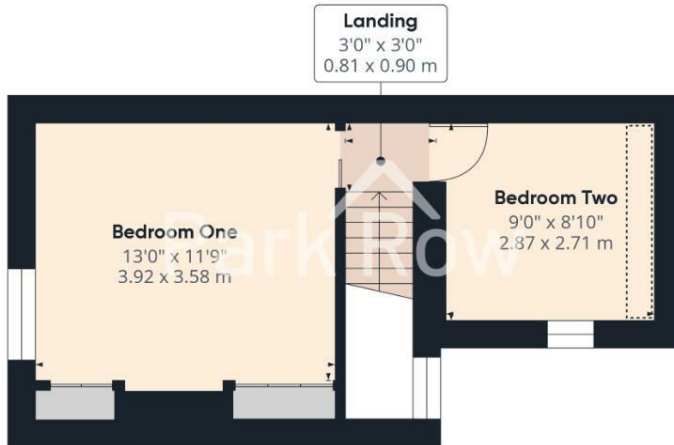 Landing
3'0" x 3'0"
0.81 x 0.90 m
Bedroom One
13'0" x 11'9"
3.92 x 3.58 m
Bedroom Two
9'0" x 8'10"
2.87 x 2.71 m
Park Row